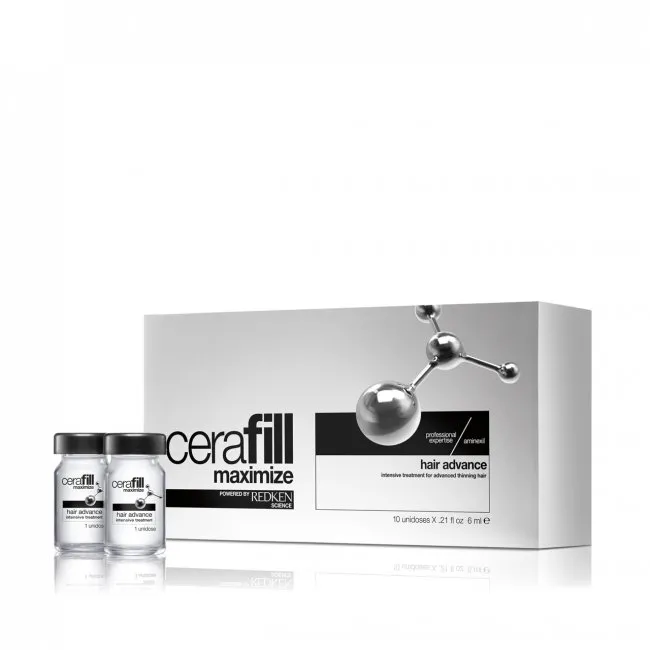 cerafill
maximize
POWERED BY REDKEN
SCIENCE
professional
expertise / aminexil
hair advance
intensive treatment for advanced thinning hair
10 unidoses X .21 fl oz 6 ml ℮
cerafill
maximize
hair advance
intensive treatment
1 unidose
cerafill
maximize
hair advance
intensive treatment
1 unidose